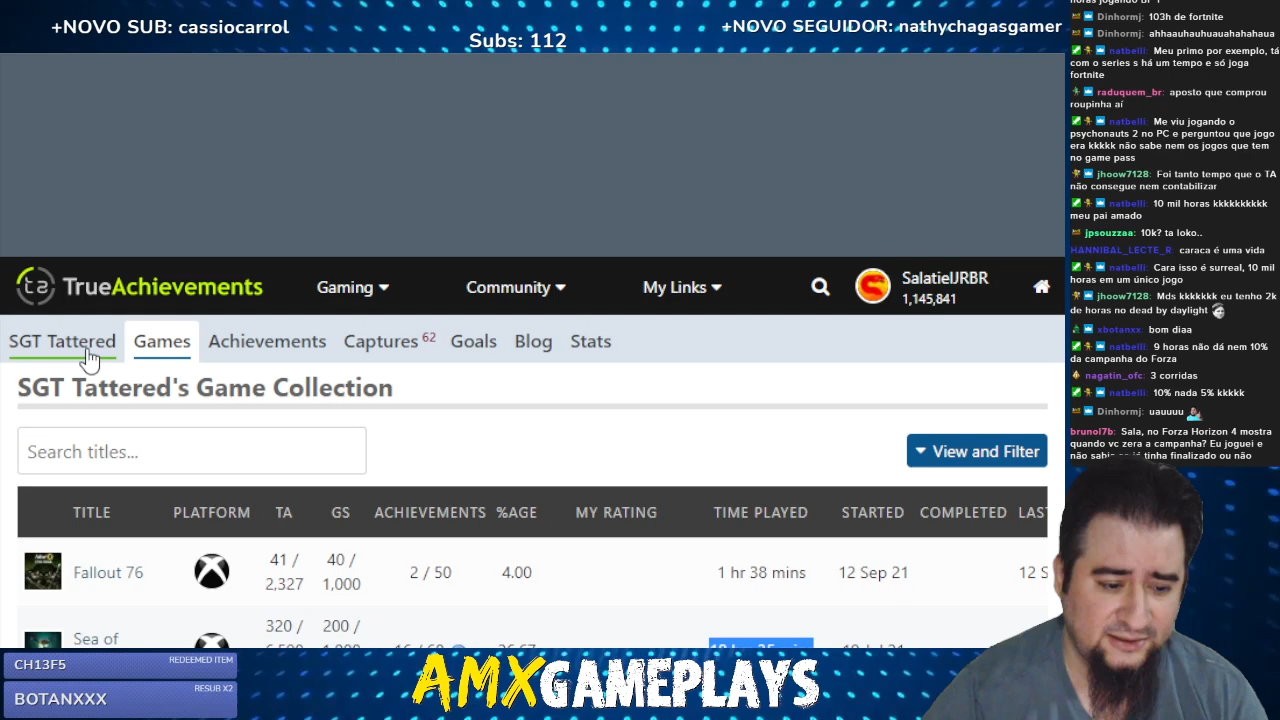 +NOVO SUB: cassiocarrol
Subs: 112
+NOVO SEGUIDOR: nathychagasgamer
Dinhormj: 103h de fortnite
Dinhormj: ahhaauhauhuauahahahaua
natbelli: Meu primo por exemplo, tá
com o series s há um tempo e só joga
fortnite
raduquem_br: aposto que comprou
roupinha aí
natbelli: Me viu jogando o
psychonauts 2 no PC e perguntou que jogo
era kkkkk não sabe nem os jogos que tem
no game pass
jhoow7128: Foi tanto tempo que o TA
não consegue nem contabilizar
natbelli: 10 mil horas kkkkkkkkkk
meu pai amado
jpsouzzaa: 10k? ta loko..
HANNIBAL_LECTE_R: caraca é uma vida
natbelli: Cara isso é surreal, 10 mil
horas em um único jogo
jhoow7128: Mds kkkkkkk eu tenho 2k
de horas no dead by daylight
xbotanxx: bom diaa
natbelli: 9 horas não dá nem 10%
da campanha do Forza
nagatin_ofc: 3 corridas
natbelli: 10% nada 5% kkkkk
Dinhormj: uauuuu
brunol7b: Sala, no Forza Horizon 4 mostra
quando vc zera a campanha? Eu joguei e
não sabia se já tinha finalizado ou não
ta TrueAchievements
Gaming
Community
My Links
SalatielJRBR
1,145,841
SGT Tattered Games Achievements Captures 62 Goals Blog Stats
SGT Tattered's Game Collection
Search titles...
View and Filter
TITLE PLATFORM TA GS ACHIEVEMENTS %AGE MY RATING TIME PLAYED STARTED COMPLETED LAS
Fallout 76 41 / 2,327 40 / 1,000 2 / 50 4.00 1 hr 38 mins 12 Sep 21 12 S
Sea of 320 / 200 /
CH13F5 REDEEMED ITEM
BOTANXXX RESUB X2
AMXGAMEPLAYS